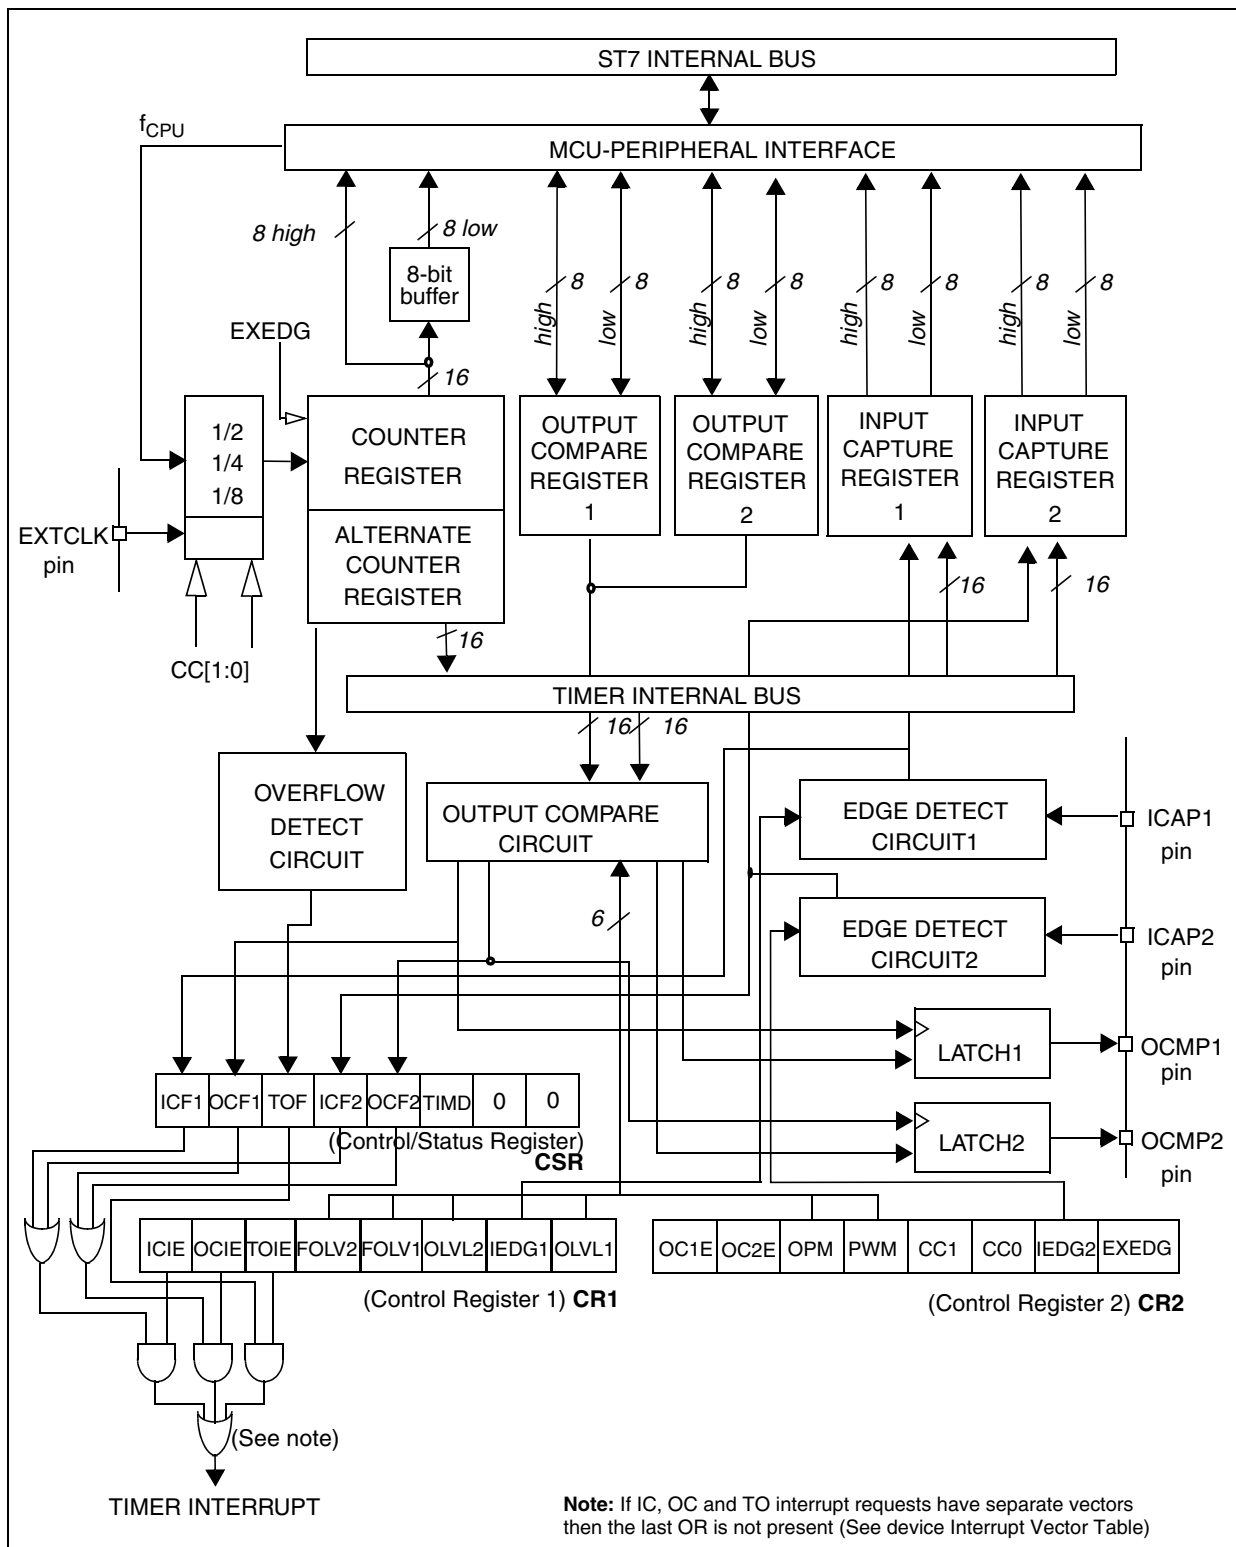 ST7 INTERNAL BUS
fCPU
MCU-PERIPHERAL INTERFACE
8 high
8 low
8-bit
buffer
high
8
low
8
high
8
low
8
high
8
low
8
high
8
low
8
EXEDG
16
1/2
1/4
1/8
COUNTER
REGISTER
ALTERNATE
COUNTER
REGISTER
OUTPUT
COMPARE
REGISTER
1
OUTPUT
COMPARE
REGISTER
2
INPUT
CAPTURE
REGISTER
1
INPUT
CAPTURE
REGISTER
2
EXTCLK
pin
CC[1:0]
16
16
16
TIMER INTERNAL BUS
16
16
OVERFLOW
DETECT
CIRCUIT
OUTPUT COMPARE
CIRCUIT
EDGE DETECT
CIRCUIT1
ICAP1
pin
6
EDGE DETECT
CIRCUIT2
ICAP2
pin
LATCH1
OCMP1
pin
LATCH2
OCMP2
pin
ICF1 OCF1 TOF ICF2 OCF2 TIMD 0 0
(Control/Status Register)
CSR
ICIE OCIE TOIE FOLV2 FOLV1 OLVL2 IEDG1 OLVL1
(Control Register 1) CR1
OC1E OC2E OPM PWM CC1 CC0 IEDG2 EXEDG
(Control Register 2) CR2
(See note)
TIMER INTERRUPT
Note: If IC, OC and TO interrupt requests have separate vectors
then the last OR is not present (See device Interrupt Vector Table)